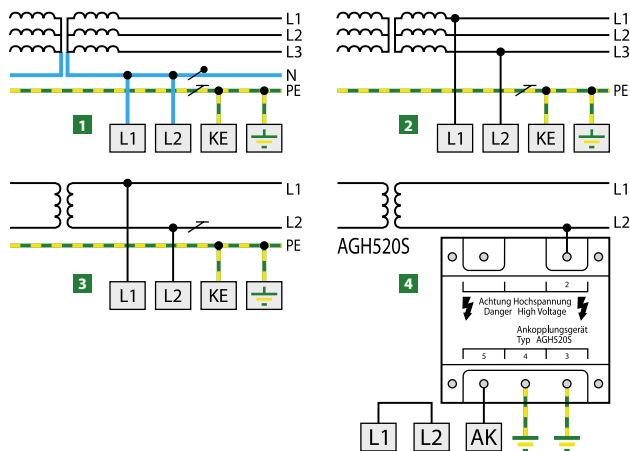 L1
L2
L3
N
PE
1
L1
L2
KE
L1
L2
L3
PE
2
L1
L2
KE
L1
L2
PE
3
L1
L2
KE
L1
L2
AGH520S
4
2
Achtung Hochspannung
Danger High Voltage
Ankopplungsgerät
Typ AGH520S
5 4 3
L1
L2
AK